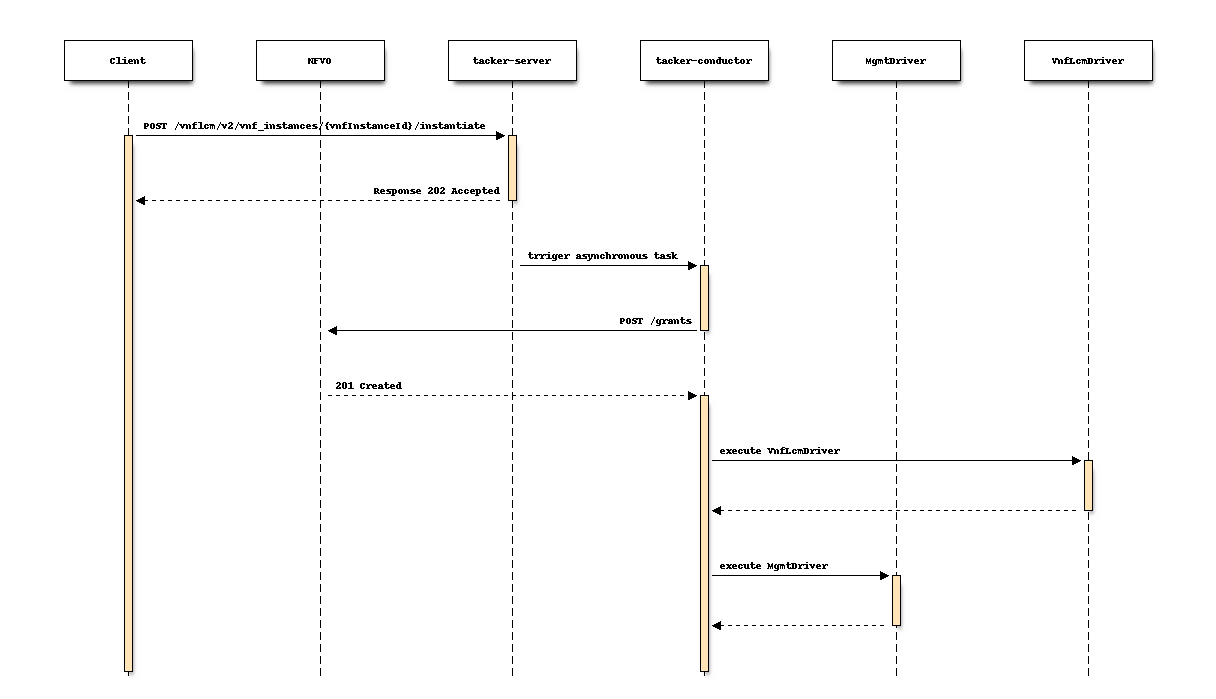 Client
NFVO
tacker-server
tacker-conductor
MgmtDriver
VnfLcmDriver
POST /vnflcm/v2/vnf_instances/{vnfInstanceId}/instantiate
Response 202 Accepted
trriger asynchronous task
POST /grants
201 Created
execute VnfLcmDriver
execute MgmtDriver